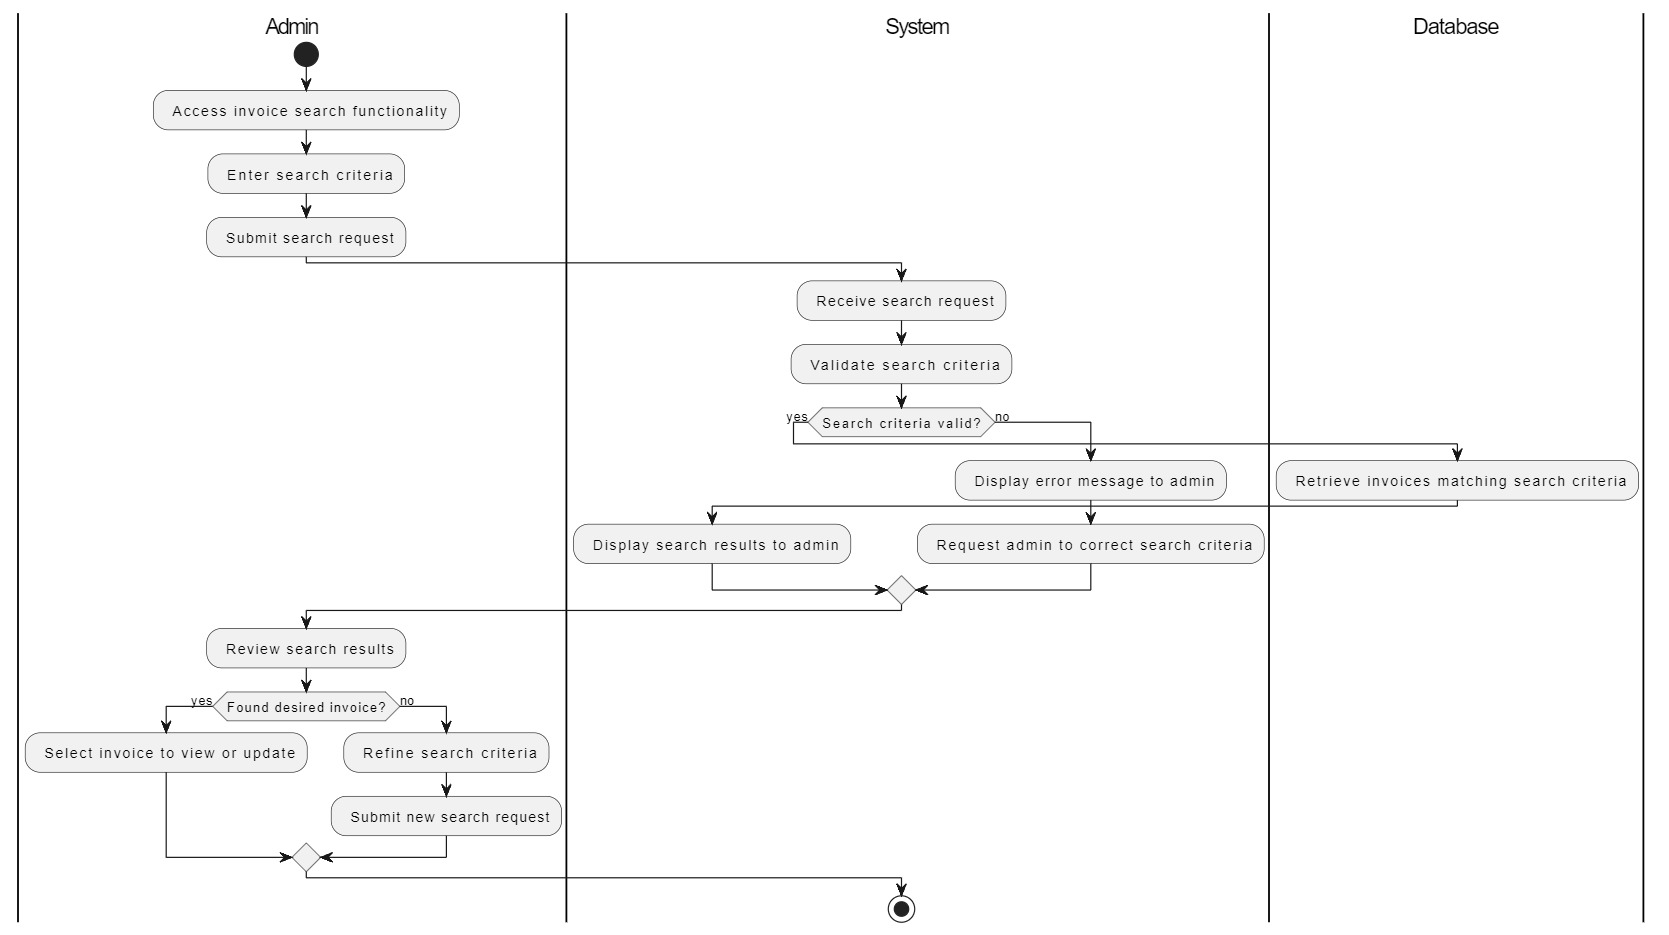 Admin
System
Database
Access invoice search functionality
Enter search criteria
Submit search request
Receive search request
Validate search criteria
yes
Search criteria valid?
no
Display error message to admin
Retrieve invoices matching search criteria
Display search results to admin
Request admin to correct search criteria
Review search results
yes
Found desired invoice?
no
Select invoice to view or update
Refine search criteria
Submit new search request